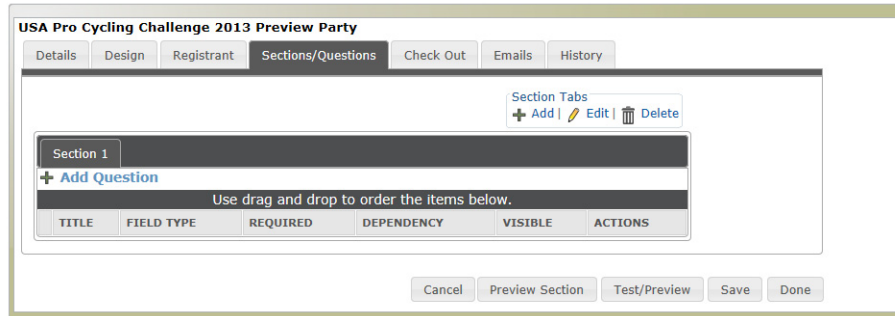 USA Pro Cycling Challenge 2013 Preview Party
Details Design Registrant Sections/Questions Check Out Emails History
Section Tabs
Add | Edit | Delete
Section 1
Add Question
Use drag and drop to order the items below.
TITLE FIELD TYPE REQUIRED DEPENDENCY VISIBLE ACTIONS
Cancel Preview Section Test/Preview Save Done